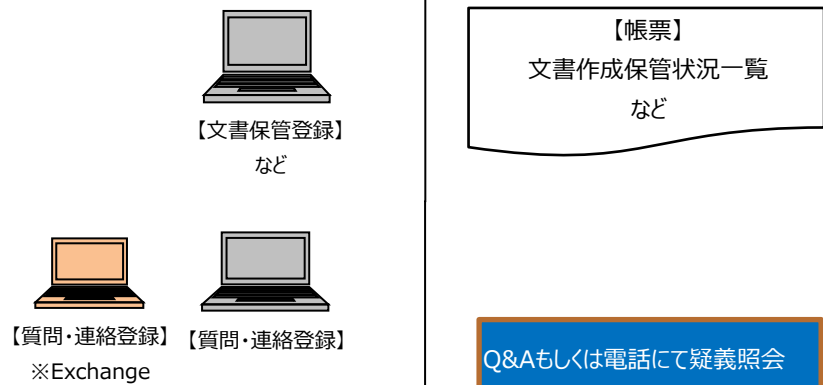 【文書保管登録】
など
【帳票】
文書作成保管状況一覧
など
【質問・連絡登録】
※Exchange
【質問・連絡登録】
Q&Aもしくは電話にて疑義照会